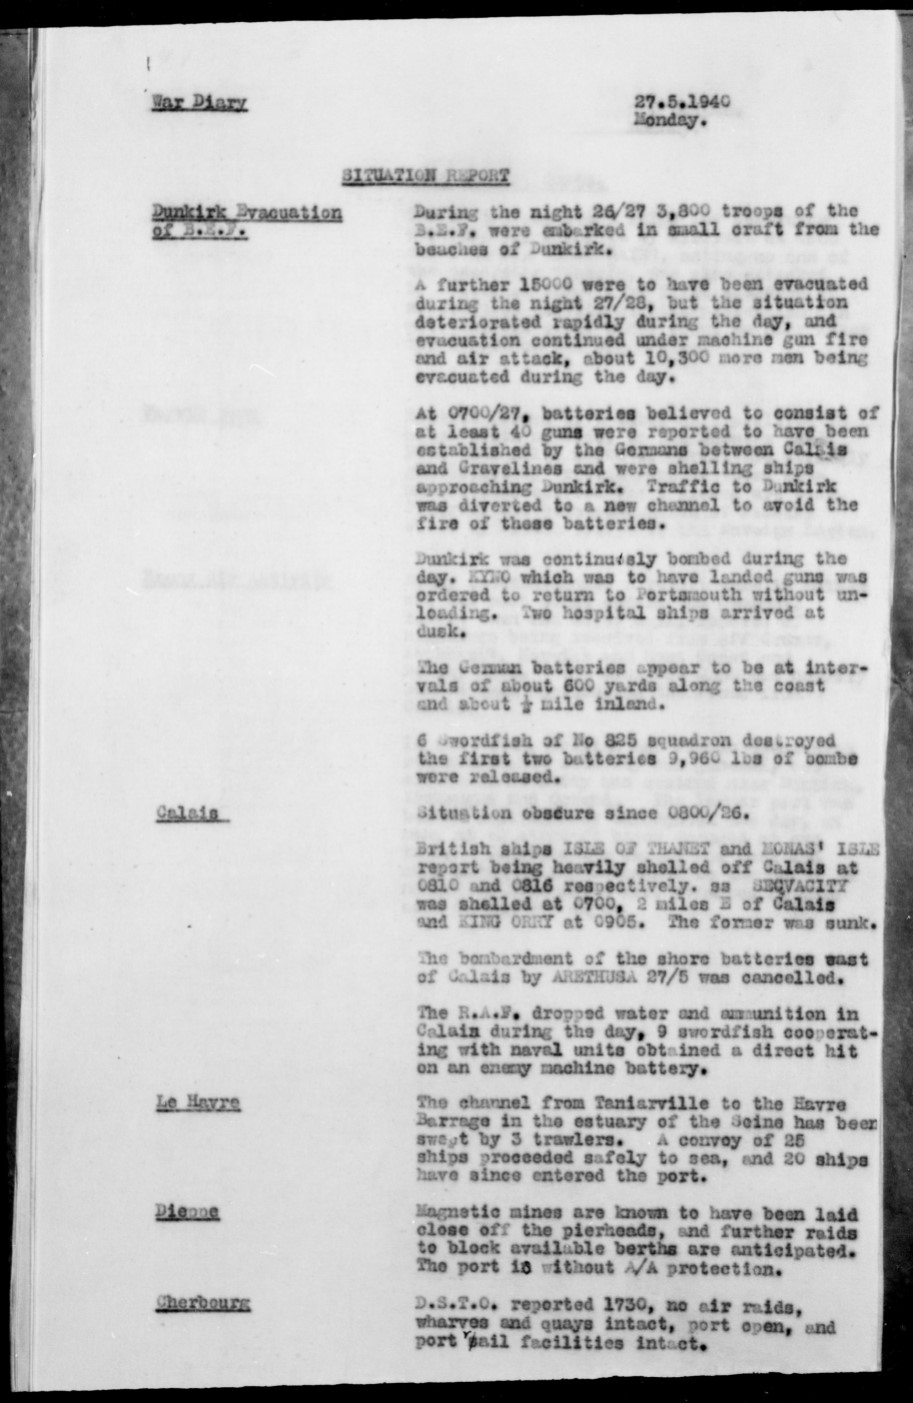 War Diary
27.5.1940
Monday.
SITUATION REPORT
Dunkirk Evacuation
of B.E.F.
During the night 26/27 3,800 troops of the
B.E.F. were embarked in small craft from the
beaches of Dunkirk.
A further 15000 were to have been evacuated
during the night 27/28, but the situation
deteriorated rapidly during the day, and
evacuation continued under machine gun fire
and air attack, about 10,300 more men being
evacuated during the day.
At 0700/27, batteries believed to consist of
at least 40 guns were reported to have been
established by the Germans between Calais
and Gravelines and were shelling ships
approaching Dunkirk. Traffic to Dunkirk
was diverted to a new channel to avoid the
fire of these batteries.
Dunkirk was continuously bombed during the
day. KYNO which was to have landed guns was
ordered to return to Portsmouth without un-
loading. Two hospital ships arrived at
dusk.
The German batteries appear to be at inter-
vals of about 600 yards along the coast
and about ½ mile inland.
6 Swordfish of No 825 squadron destroyed
the first two batteries 9,960 lbs of bombs
were released.
Calais
Situation obscure since 0800/26.
British ships ISLE OF THANET and MONAS' ISLE
report being heavily shelled off Calais at
0810 and 0816 respectively. ss SEQVACITY
was shelled at 0700, 2 miles E of Calais
and KING ORRY at 0905. The former was sunk.
The bombardment of the shore batteries east
of Calais by ARETHUSA 27/5 was cancelled.
The R.A.F. dropped water and ammunition in
Calais during the day, 9 swordfish cooperat-
ing with naval units obtained a direct hit
on an enemy machine battery.
Le Havre
The channel from Taniarville to the Havre
Barrage in the estuary of the Seine has been
swept by 3 trawlers. A convoy of 25
ships proceeded safely to sea, and 20 ships
have since entered the port.
Dieppe
Magnetic mines are known to have been laid
close off the pierheads, and further raids
to block available berths are anticipated.
The port is without A/A protection.
Cherbourg
D.S.T.O. reported 1730, no air raids,
wharves and quays intact, port open, and
port rail facilities intact.